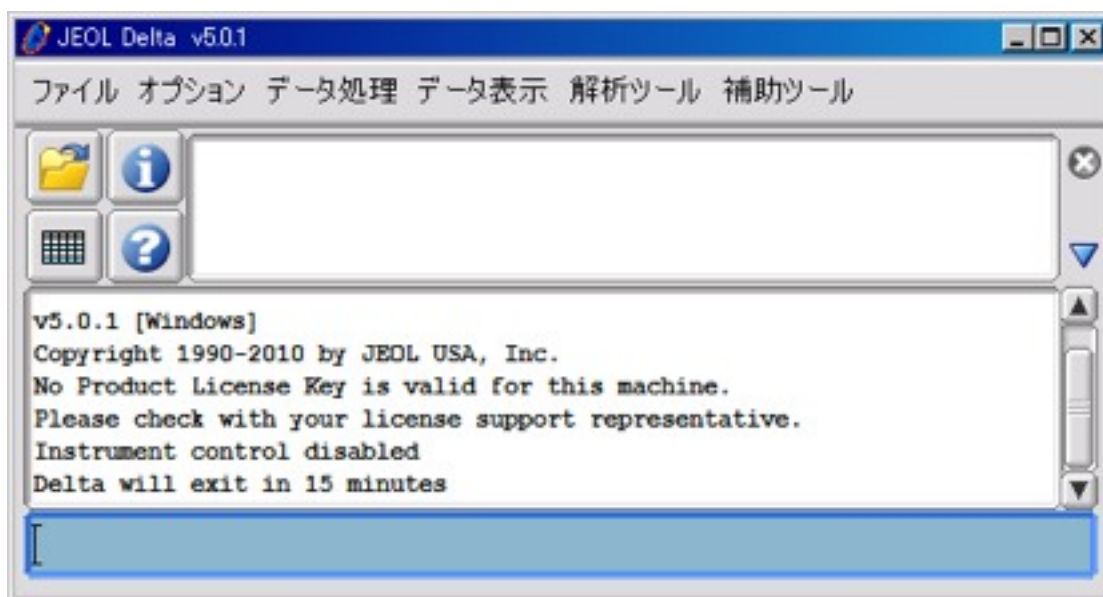 JEOL Delta v5.0.1
ファイル オプション データ処理 データ表示 解析ツール 補助ツール
v5.0.1 [Windows]
Copyright 1990-2010 by JEOL USA, Inc.
No Product License Key is valid for this machine.
Please check with your license support representative.
Instrument control disabled
Delta will exit in 15 minutes